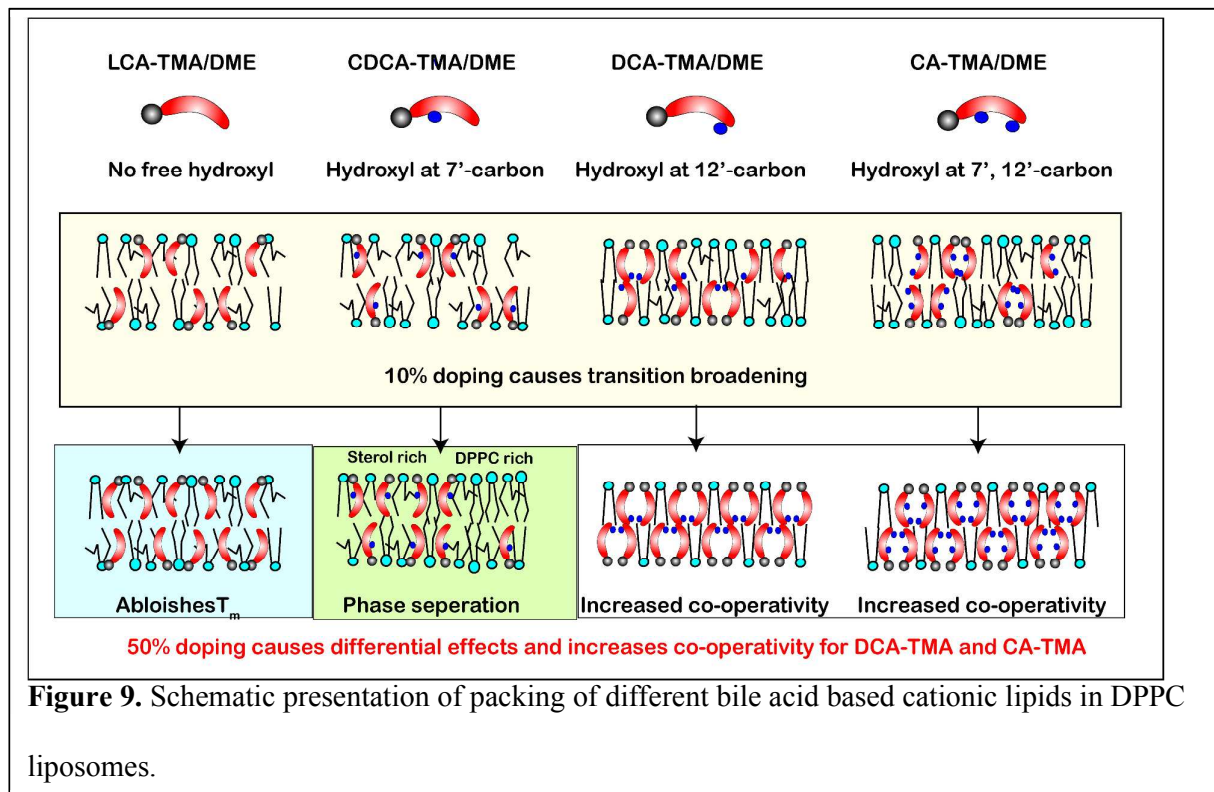 LCA-TMA/DME CDCA-TMA/DME DCA-TMA/DME CA-TMA/DME
No free hydroxyl Hydroxyl at 7’-carbon Hydroxyl at 12’-carbon Hydroxyl at 7’, 12’-carbon
10% doping causes transition broadening
Sterol rich DPPC rich
AbloishesTm Phase seperation Increased co-operativity Increased co-operativity
50% doping causes differential effects and increases co-operativity for DCA-TMA and CA-TMA
Figure 9. Schematic presentation of packing of different bile acid based cationic lipids in DPPC
liposomes.